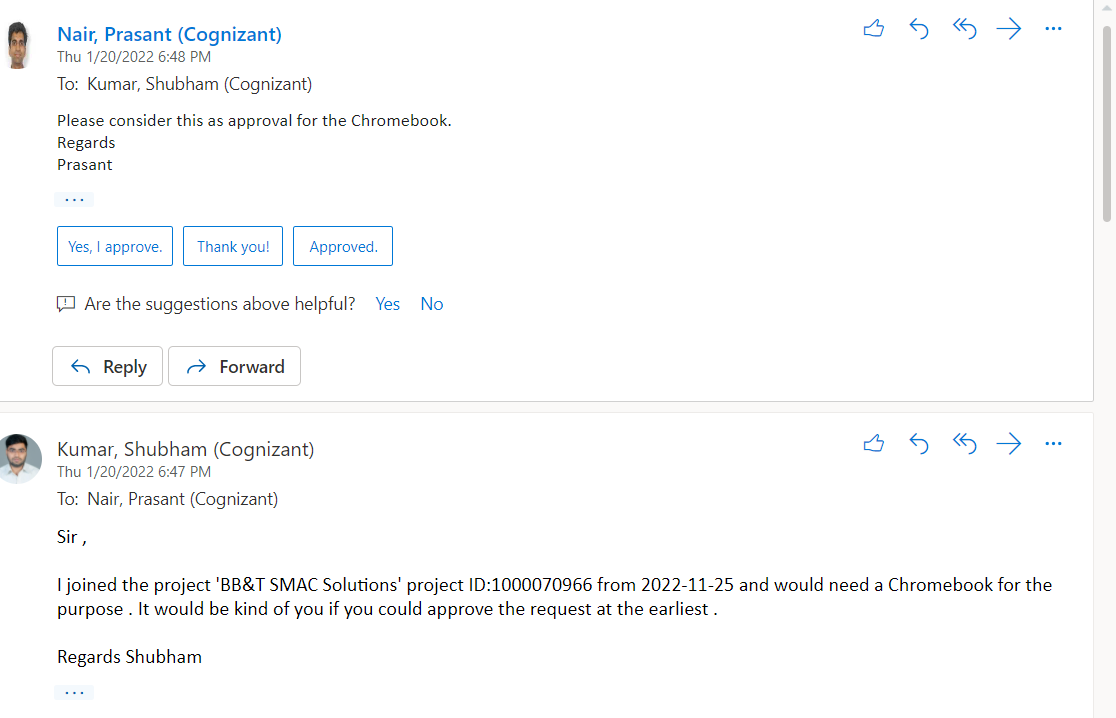 Nair, Prasant (Cognizant)
Thu 1/20/2022 6:48 PM
To: Kumar, Shubham (Cognizant)
Please consider this as approval for the Chromebook.
Regards
Prasant
...
Yes, I approve. Thank you! Approved.
Are the suggestions above helpful? Yes No
Reply Forward
Kumar, Shubham (Cognizant)
Thu 1/20/2022 6:47 PM
To: Nair, Prasant (Cognizant)
Sir ,
I joined the project 'BB&T SMAC Solutions' project ID:1000070966 from 2022-11-25 and would need a Chromebook for the
purpose . It would be kind of you if you could approve the request at the earliest .
Regards Shubham
...